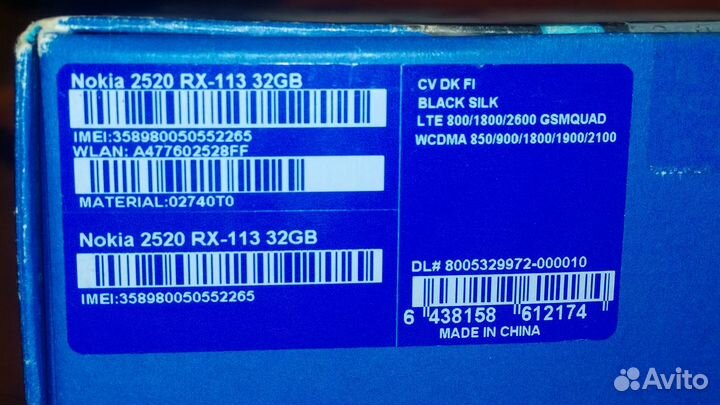 Nokia 2520 RX-113 32GB
IMEI:358980050552265
WLAN: A477602528FF
MATERIAL:02740T0
Nokia 2520 RX-113 32GB
IMEI:358980050552265
CV DK FI
BLACK SILK
LTE 800/1800/2600 GSMQUAD
WCDMA 850/900/1800/1900/2100
DL# 8005329972-000010
6 438158 612174
MADE IN CHINA
Avito